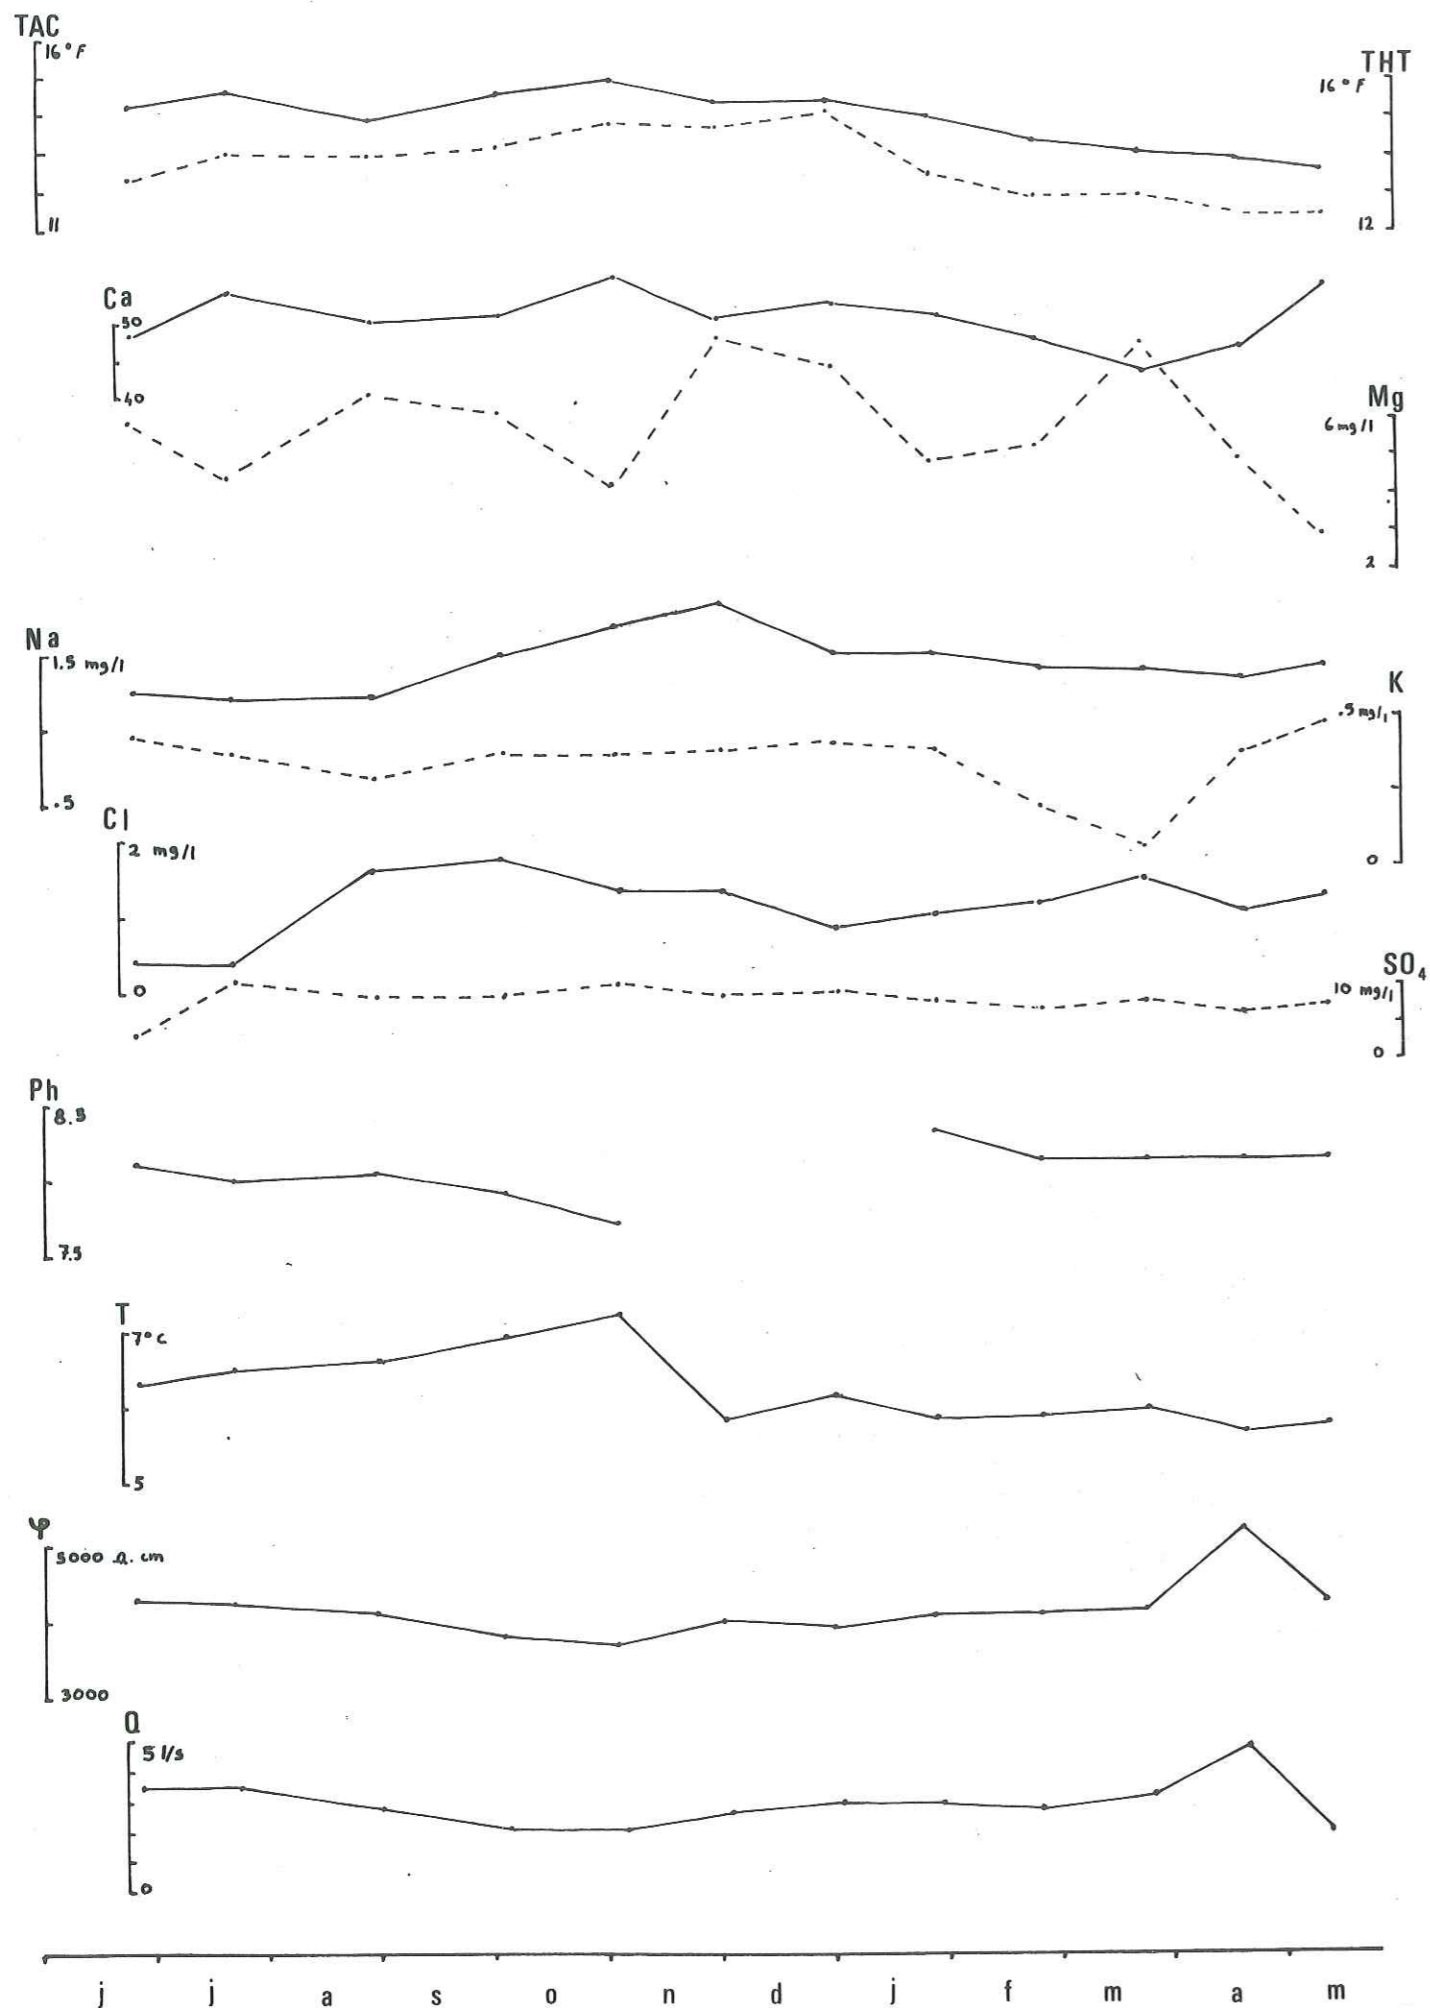 TAC
16°F
11
THT
16°F
12
Ca
50
40
Mg
6 mg/l
2
Na
1.5 mg/l
.5
K
.5 mg/l
0
Cl
2 mg/l
0
SO4
10 mg/l
0
Ph
8.5
7.5
T
7°C
5
φ
5000 Ω.cm
3000
Q
5 l/s
0
j j a s o n d j f m a m